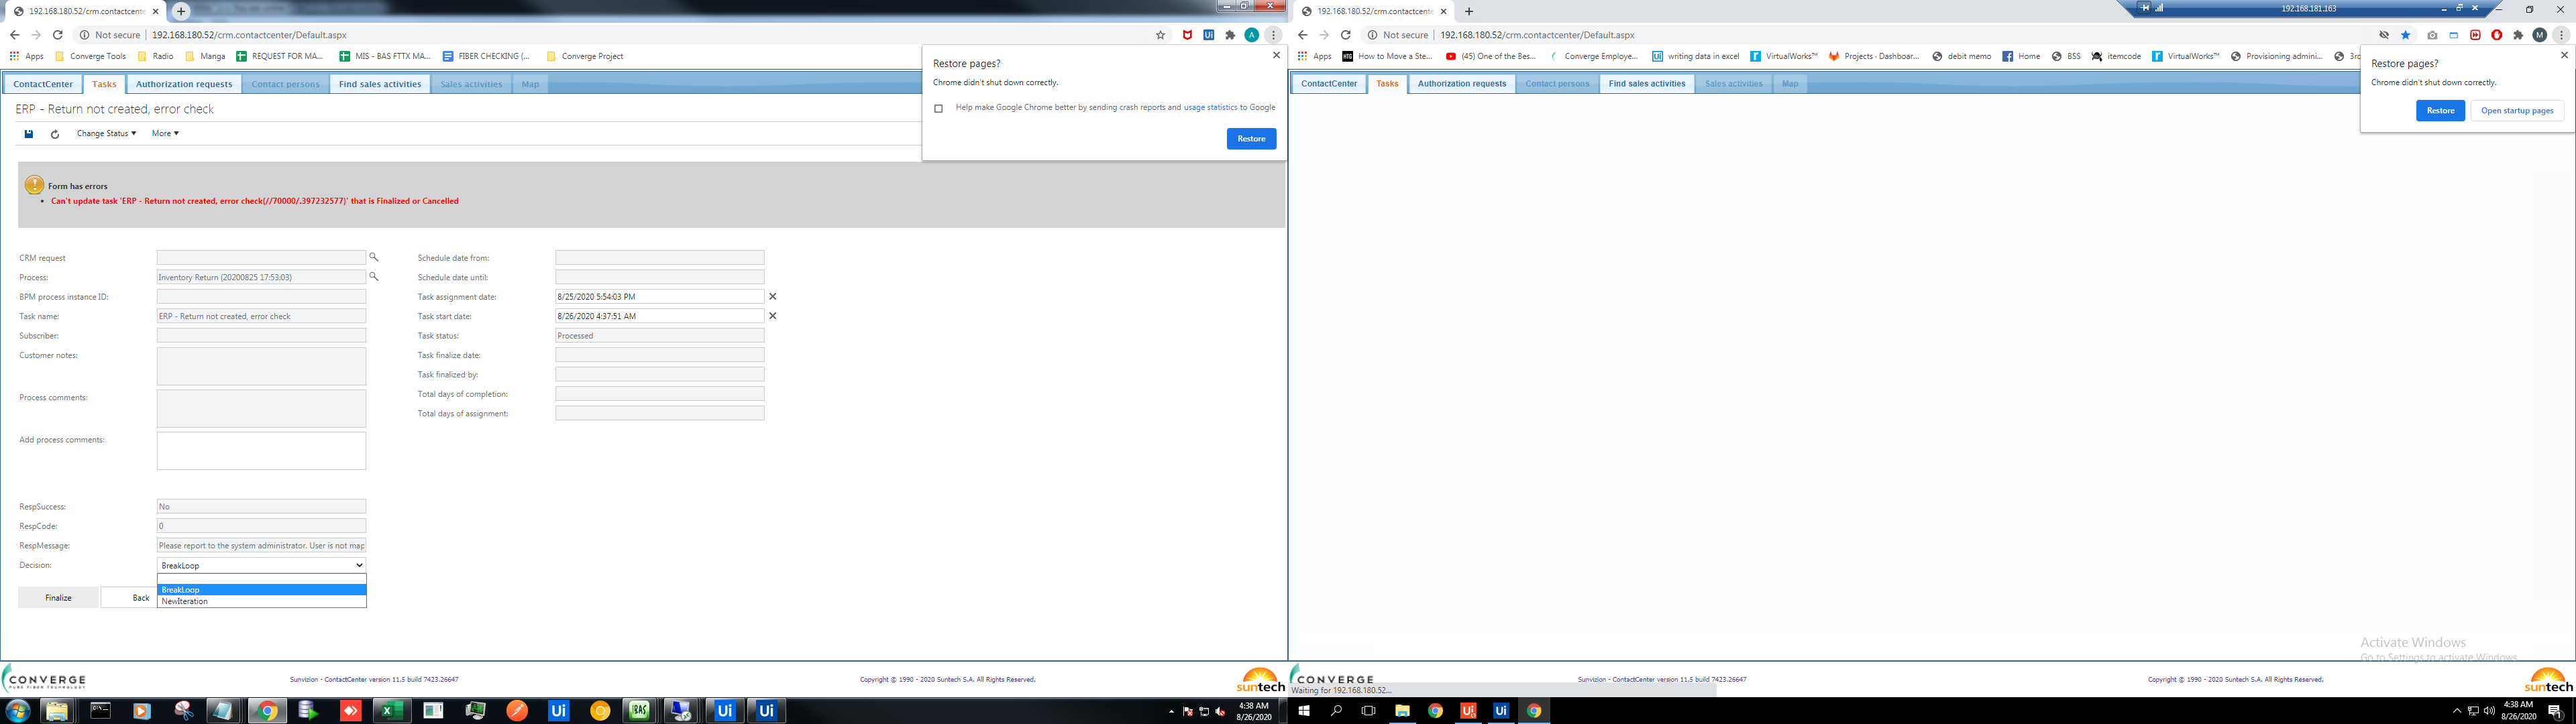 192.168.180.52/crm.contactcente
Not secure 192.168.180.52/crm.contactcenter/Default.aspx
Apps Converge Tools Radio Manga REQUEST FOR MA... MIS - BAS FTTX MA... FIBER CHECKING (... Converge Project
ContactCenter Tasks Authorization requests Contact persons Find sales activities Sales activities Map
ERP - Return not created, error check
Change Status More
Restore pages?
Chrome didn't shut down correctly.
Help make Google Chrome better by sending crash reports and usage statistics to Google
Restore
Form has errors
Can't update task 'ERP - Return not created, error check(//70000/.397232577)' that is Finalized or Cancelled
CRM request
Process: Inventory Return (20200825 17:53:03)
BPM process instance ID:
Task name: ERP - Return not created, error check
Subscriber:
Customer notes:
Process comments:
Add process comments:
Schedule date from:
Schedule date until:
Task assignment date: 8/25/2020 5:54:03 PM
Task start date: 8/26/2020 4:37:51 AM
Task status: Processed
Task finalize date:
Task finalized by:
Total days of completion:
Total days of assignment:
RespSuccess: No
RespCode: 0
RespMessage: Please report to the system administrator. User is not map
Decision: BreakLoop
BreakLoop
NewIteration
Finalize Back
CONVERGE
PURE FIBER TECHNOLOGY
Sunvizion - ContactCenter version 11.5 build 7423.26647
Copyright © 1990 - 2020 Suntech S.A. All Rights Reserved.
suntech
4:38 AM
8/26/2020
192.168.180.52/crm.contactcente
192.168.181.163
Not secure 192.168.180.52/crm.contactcenter/Default.aspx
Apps How to Move a Ste... (45) One of the Bes... Converge Employe... writing data in excel VirtualWorks™ Projects - Dashboar... debit memo Home BSS itemcode VirtualWorks™ Provisioning admini... 3rd
ContactCenter Tasks Authorization requests Contact persons Find sales activities Sales activities Map
Restore pages?
Chrome didn't shut down correctly.
Restore Open startup pages
Activate Windows
Go to Settings to activate Windows.
CONVERGE
Sunvizion - ContactCenter version 11.5 build 7423.26647
Copyright © 1990 - 2020 Suntech S.A. All Rights Reserved.
suntech
Waiting for 192.168.180.52...
4:38 AM
8/26/2020